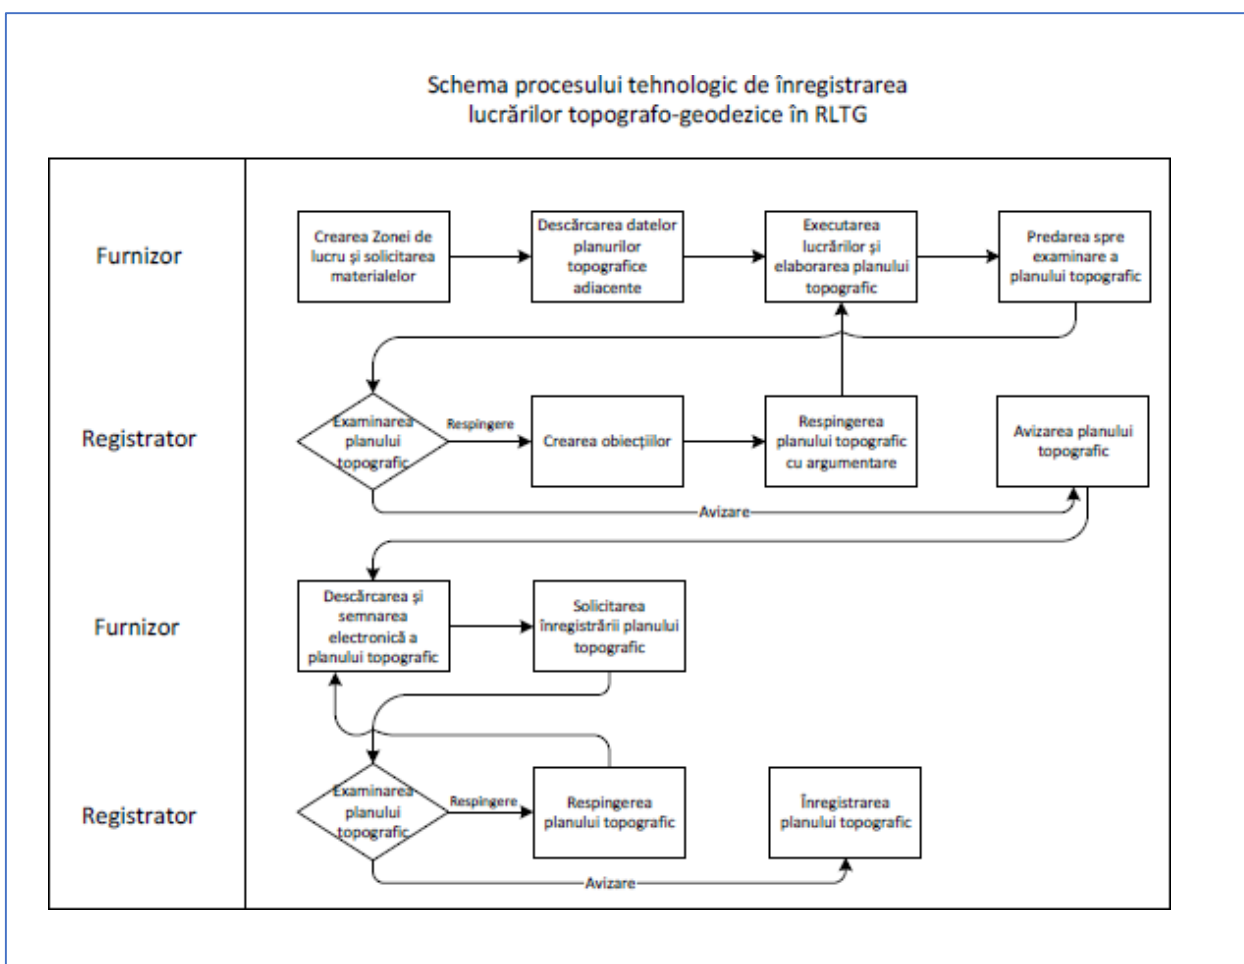 Schema procesului tehnologic de înregistrarea
lucrărilor topografo-geodezice în RLTG
Furnizor
Crearea Zonei de
lucru și solicitarea
materialelor
Descărcarea datelor
planurilor
topografice
adiacente
Executarea
lucrărilor și
elaborarea planului
topografic
Predarea spre
examinare a
planului topografic
Registrator
Examinarea
planului
topografic
Respingere
Crearea obiecțiilor
Respingerea
planului topografic
cu argumentare
Avizarea planului
topografic
Avizare
Furnizor
Descărcarea și
semnarea
electronică a
planului topografic
Solicitarea
înregistrării planului
topografic
Registrator
Examinarea
planului
topografic
Respingere
Respingerea
planului topografic
Înregistrarea
planului topografic
Avizare